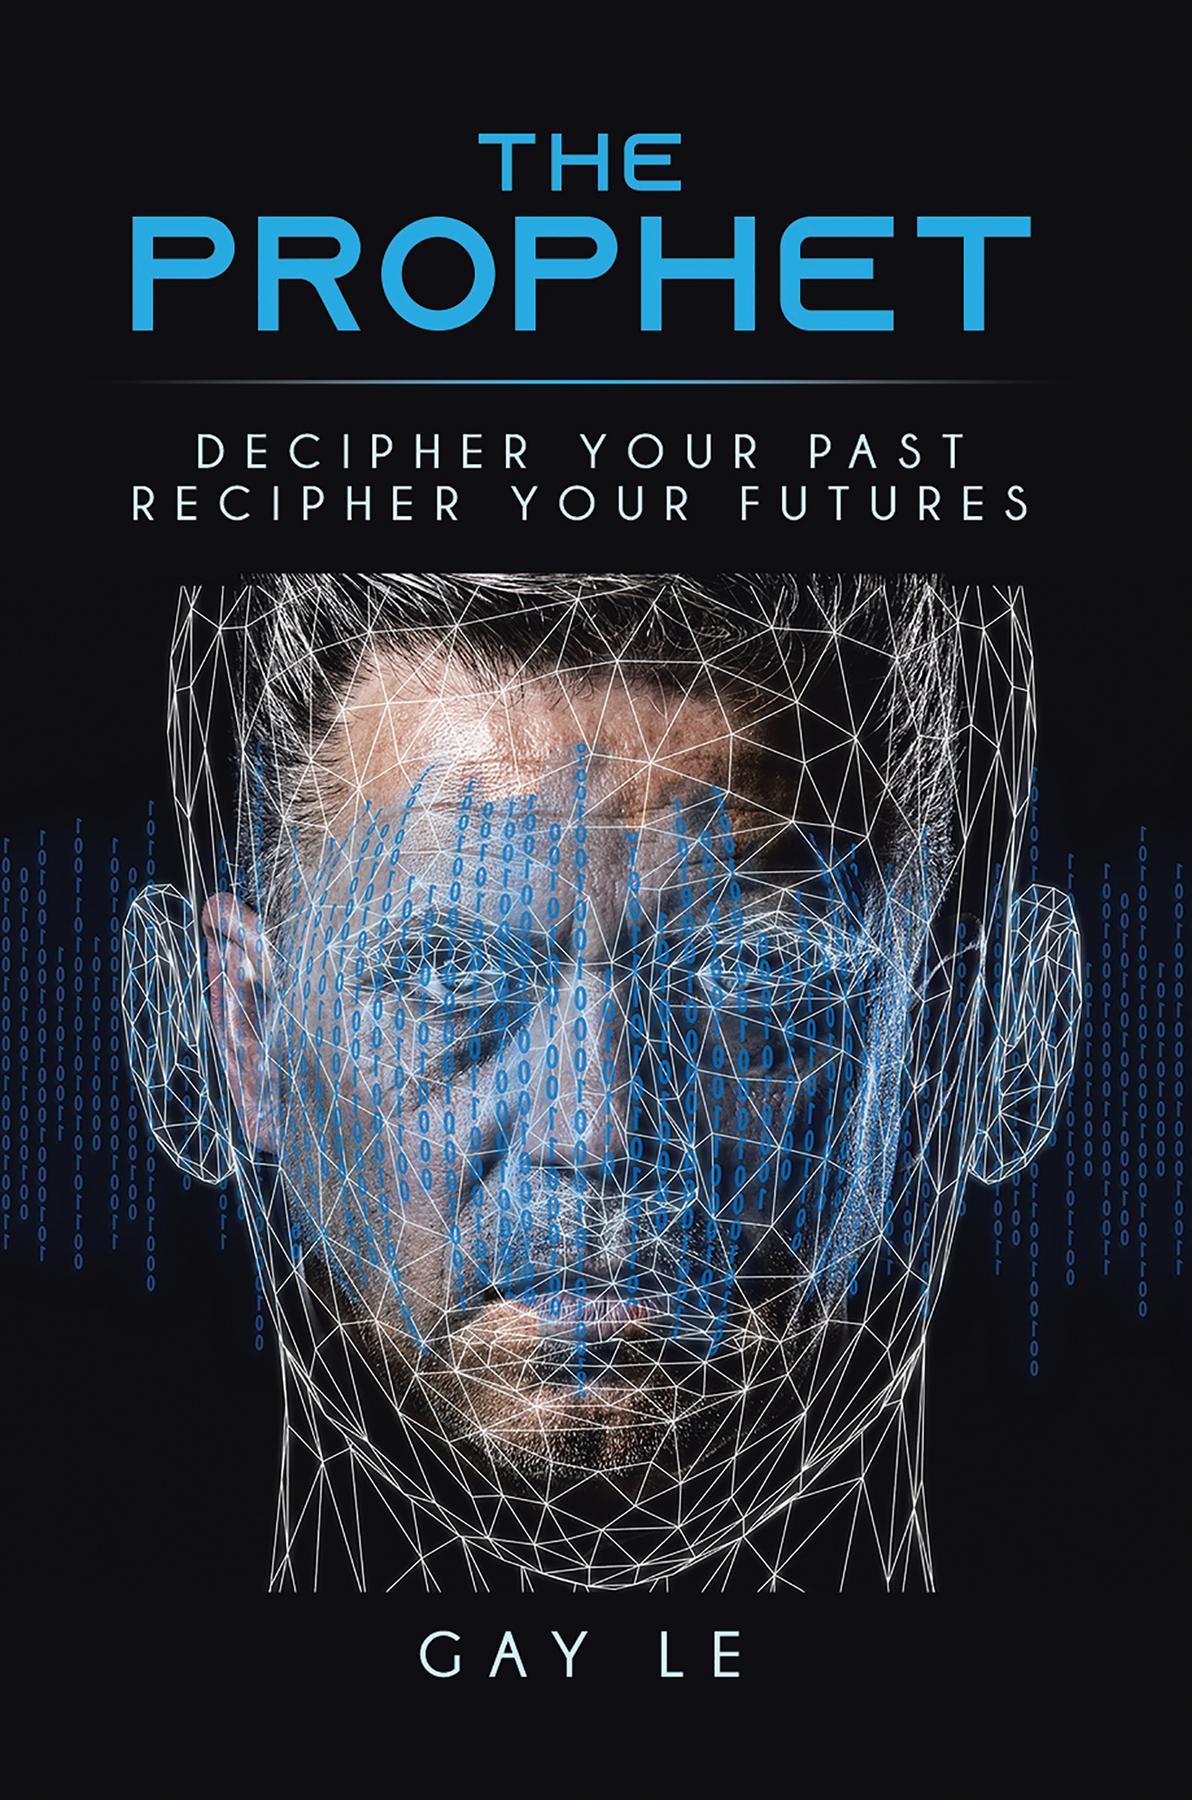 THE
PROPHET
DECIPHER YOUR PAST
RECIPHER YOUR FUTURES
GAY LE